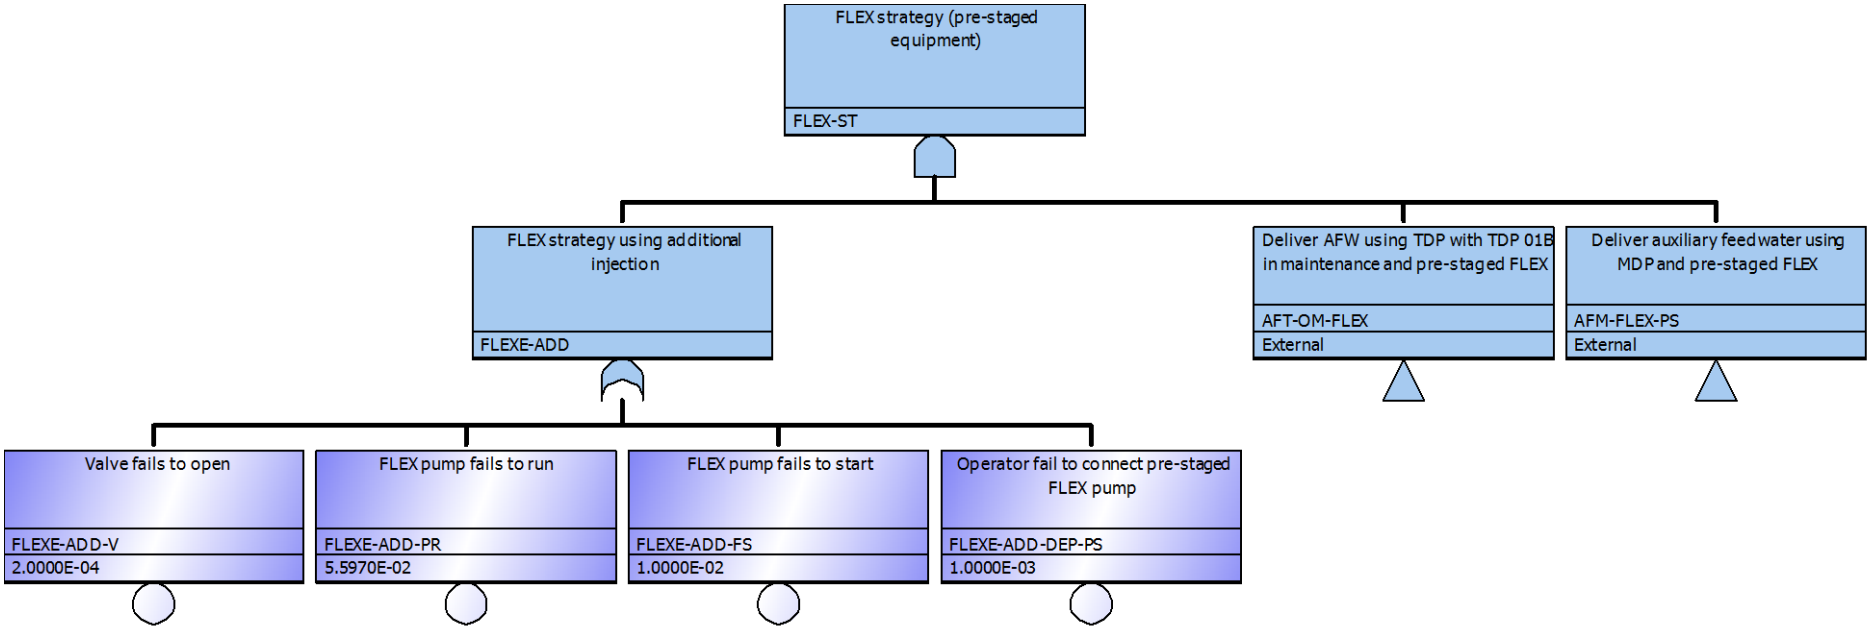 FLEX strategy (pre-staged
equipment)
FLEX-ST
FLEX strategy using additional
injection
FLEXE-ADD
Deliver AFW using TDP with TDP 01B
in maintenance and pre-staged FLEX
AFT-OM-FLEX
External
Deliver auxiliary feedwater using
MDP and pre-staged FLEX
AFM-FLEX-PS
External
Valve fails to open
FLEXE-ADD-V
2.0000E-04
FLEX pump fails to run
FLEXE-ADD-PR
5.5970E-02
FLEX pump fails to start
FLEXE-ADD-FS
1.0000E-02
Operator fail to connect pre-staged
FLEX pump
FLEXE-ADD-DEP-PS
1.0000E-03